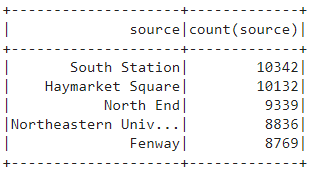 +------------------+-------------+
|            source|count(source)|
+------------------+-------------+
|     South Station|        10342|
|  Haymarket Square|        10132|
|         North End|         9339|
|Northeastern Univ...|         8836|
|            Fenway|         8769|
+------------------+-------------+